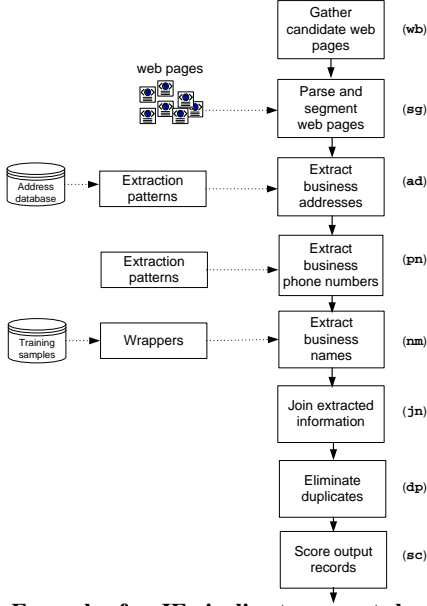 Gather
candidate web
pages
(wb)
web pages
Parse and
segment
web pages
(sg)
Address
database
Extraction
patterns
Extract
business
addresses
(ad)
Extraction
patterns
Extract
business
phone numbers
(pn)
Training
samples
Wrappers
Extract
business
names
(nm)
Join extracted
information
(jn)
Eliminate
duplicates
(dp)
Score output
records
(sc)